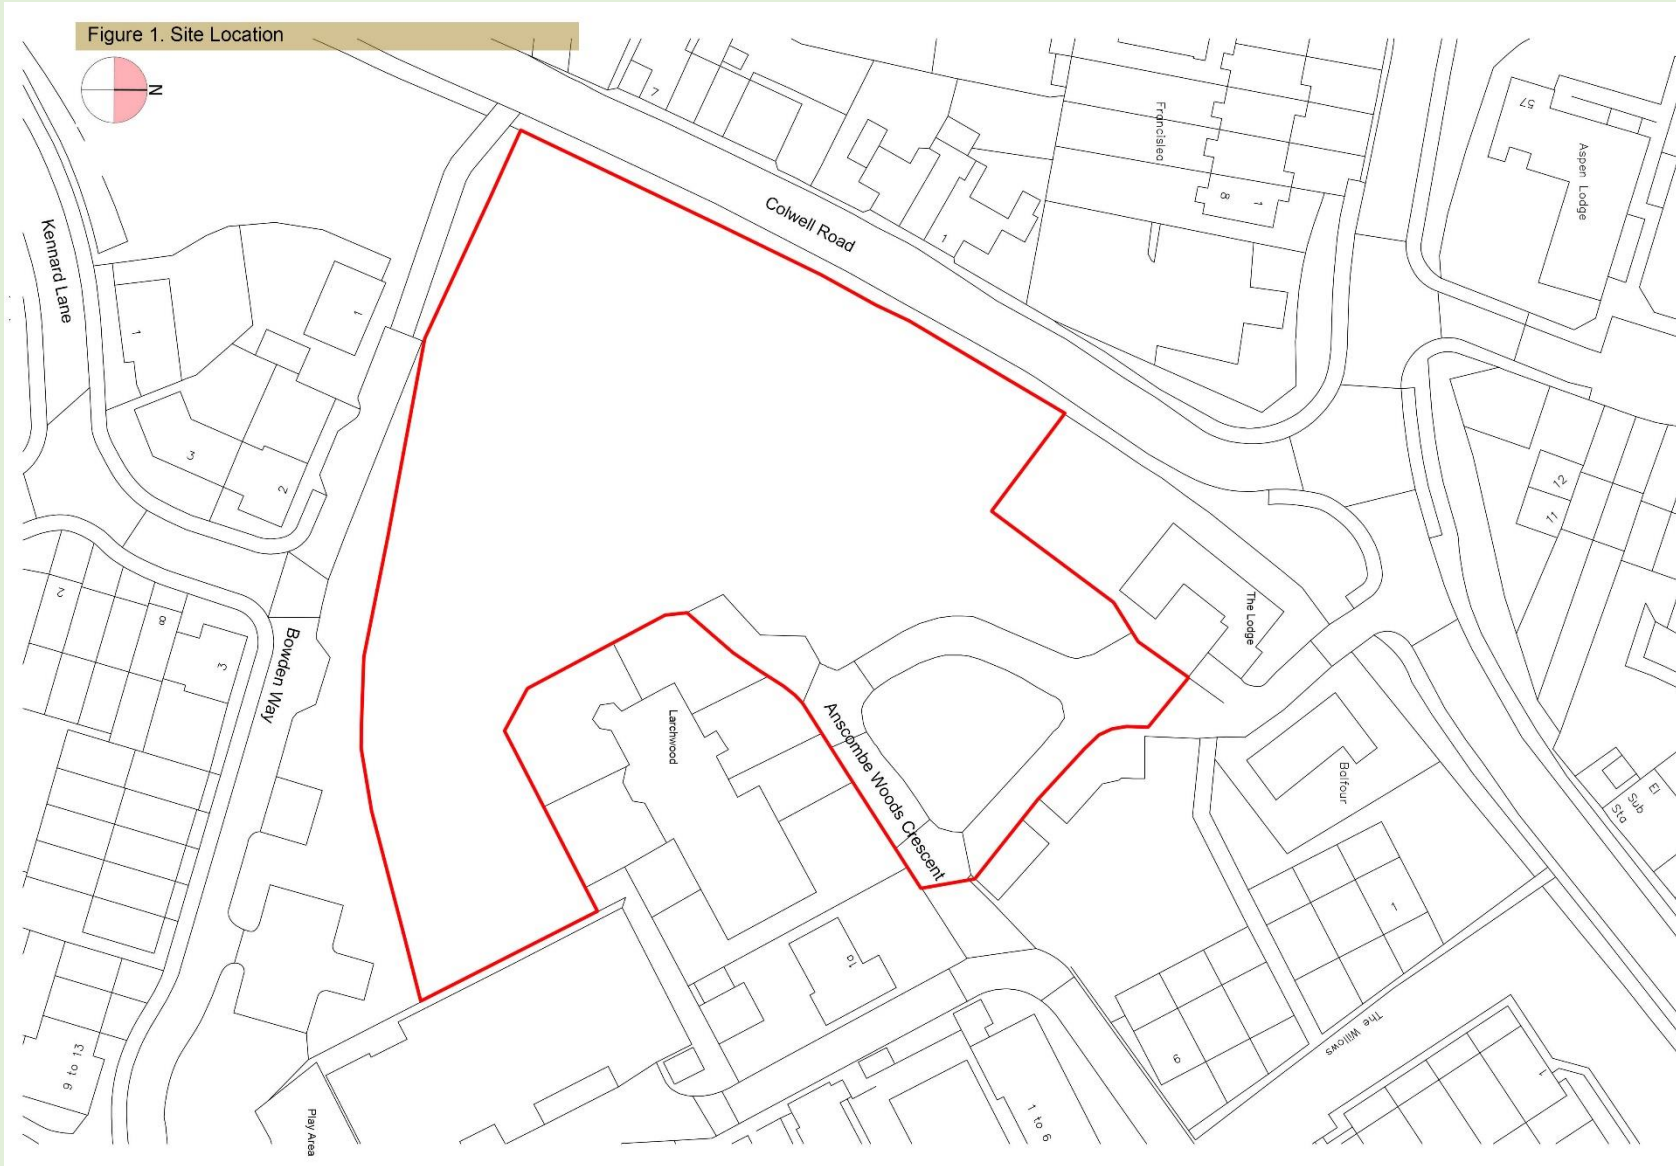 Figure 1. Site Location
N
7
Colwell Road
1
Francislea
8
1
57
Aspen Lodge
Kennard Lane
1
1
3
2
2
8
3
Bowden Way
Larchwood
Anscombe Woods Crescent
The Lodge
Balfour
12
11
El
Sub
Sta
1
9
The Willows
1
1a
1 to 6
9 to 13
Play Area